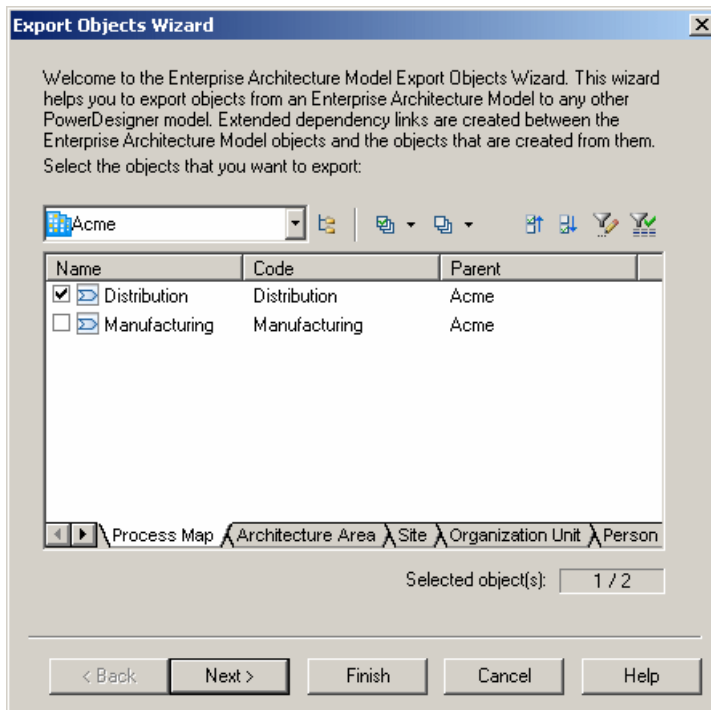 Export Objects Wizard
Welcome to the Enterprise Architecture Model Export Objects Wizard. This wizard
helps you to export objects from an Enterprise Architecture Model to any other
PowerDesigner model. Extended dependency links are created between the
Enterprise Architecture Model objects and the objects that are created from them.
Select the objects that you want to export:
Acme
Name Code Parent
Distribution Distribution Acme
Manufacturing Manufacturing Acme
Process Map Architecture Area Site Organization Unit Person
Selected object(s): 1 / 2
< Back Next > Finish Cancel Help